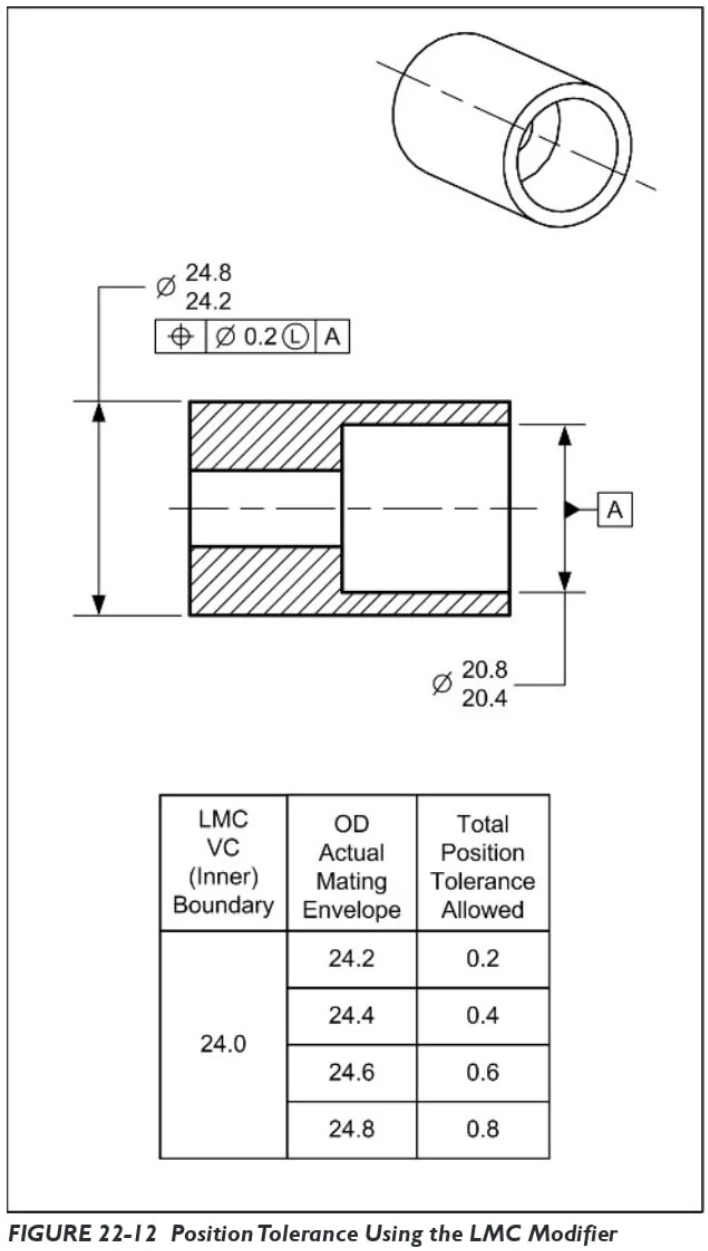 ⌀ 24.8
24.2
⌖ ⌀ 0.2 Ⓛ A
A
⌀ 20.8
20.4
LMC
VC
(Inner)
Boundary
OD
Actual
Mating
Envelope
Total
Position
Tolerance
Allowed
24.0
24.2 0.2
24.4 0.4
24.6 0.6
24.8 0.8
FIGURE 22-12 Position Tolerance Using the LMC Modifier